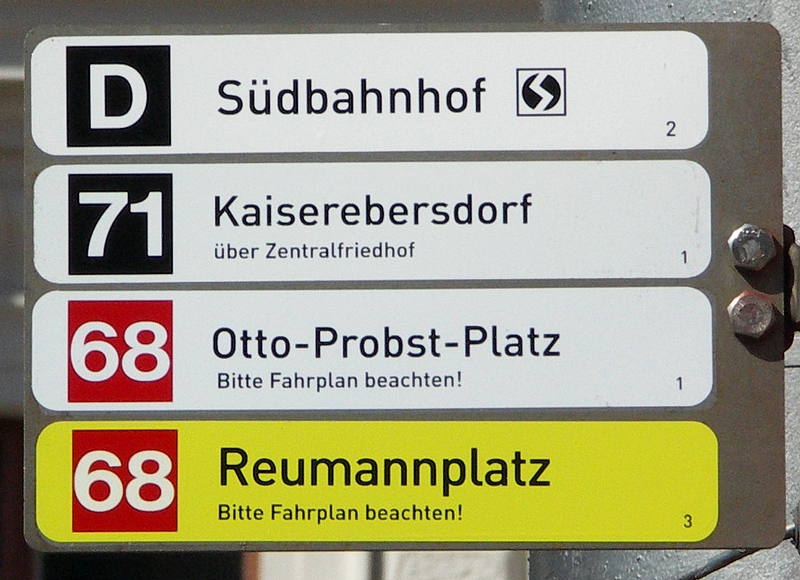 D Südbahnhof
2
71 Kaiserebersdorf
über Zentralfriedhof
1
68 Otto-Probst-Platz
Bitte Fahrplan beachten!
1
68 Reumannplatz
Bitte Fahrplan beachten!
3